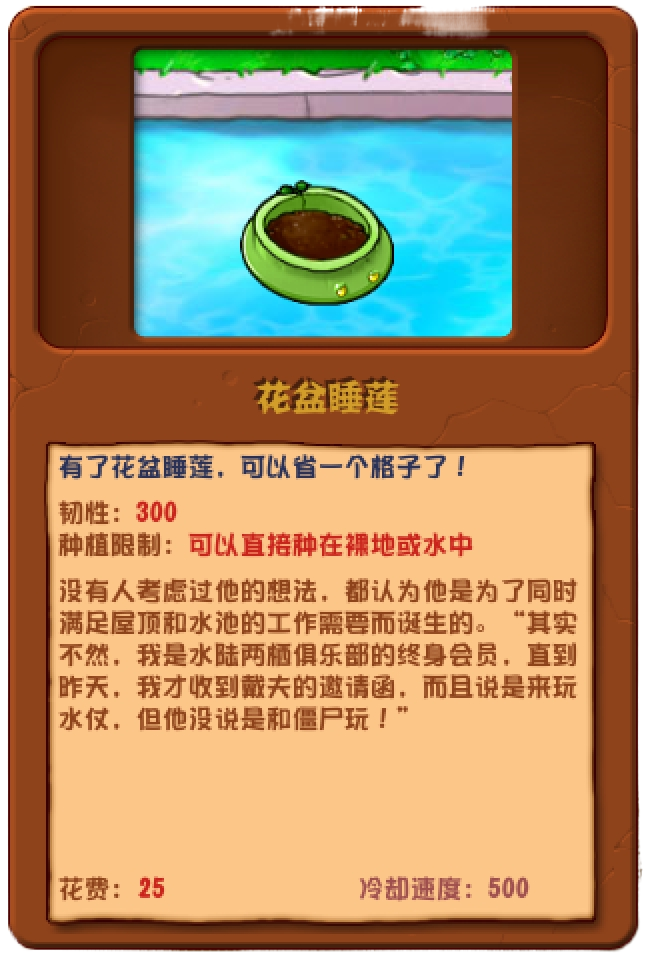 花盆睡莲
有了花盆睡莲，可以省一个格子了！
韧性：300
种植限制：可以直接种在裸地或水中
没有人考虑过他的想法，都认为他是为了同时
满足屋顶和水池的工作需要而诞生的。“其实
不然，我是水陆两栖俱乐部的终身会员，直到
昨天，我才收到戴夫的邀请函，而且说是来玩
水仗，但他没说是和僵尸玩！”
花费：25
冷却速度：500